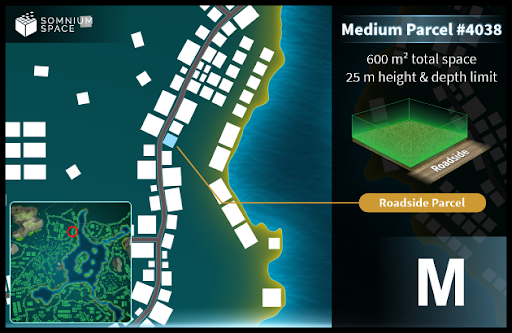 SOMNIUM
SPACE
Medium Parcel #4038
600 m² total space
25 m height & depth limit
Roadside
Roadside Parcel
M